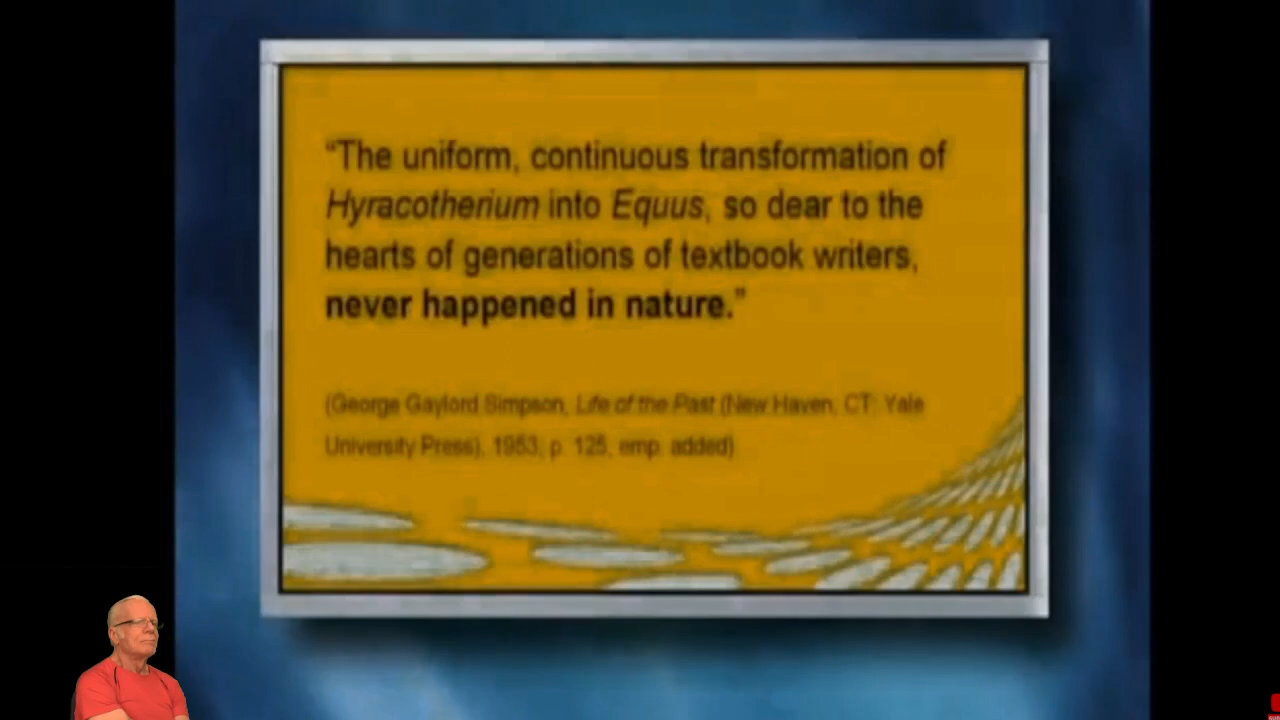 “The uniform, continuous transformation of
Hyracotherium into Equus, so dear to the
hearts of generations of textbook writers,
never happened in nature.”
(George Gaylord Simpson, Life of the Past (New Haven, CT: Yale
University Press), 1953, p. 125, emp. added)